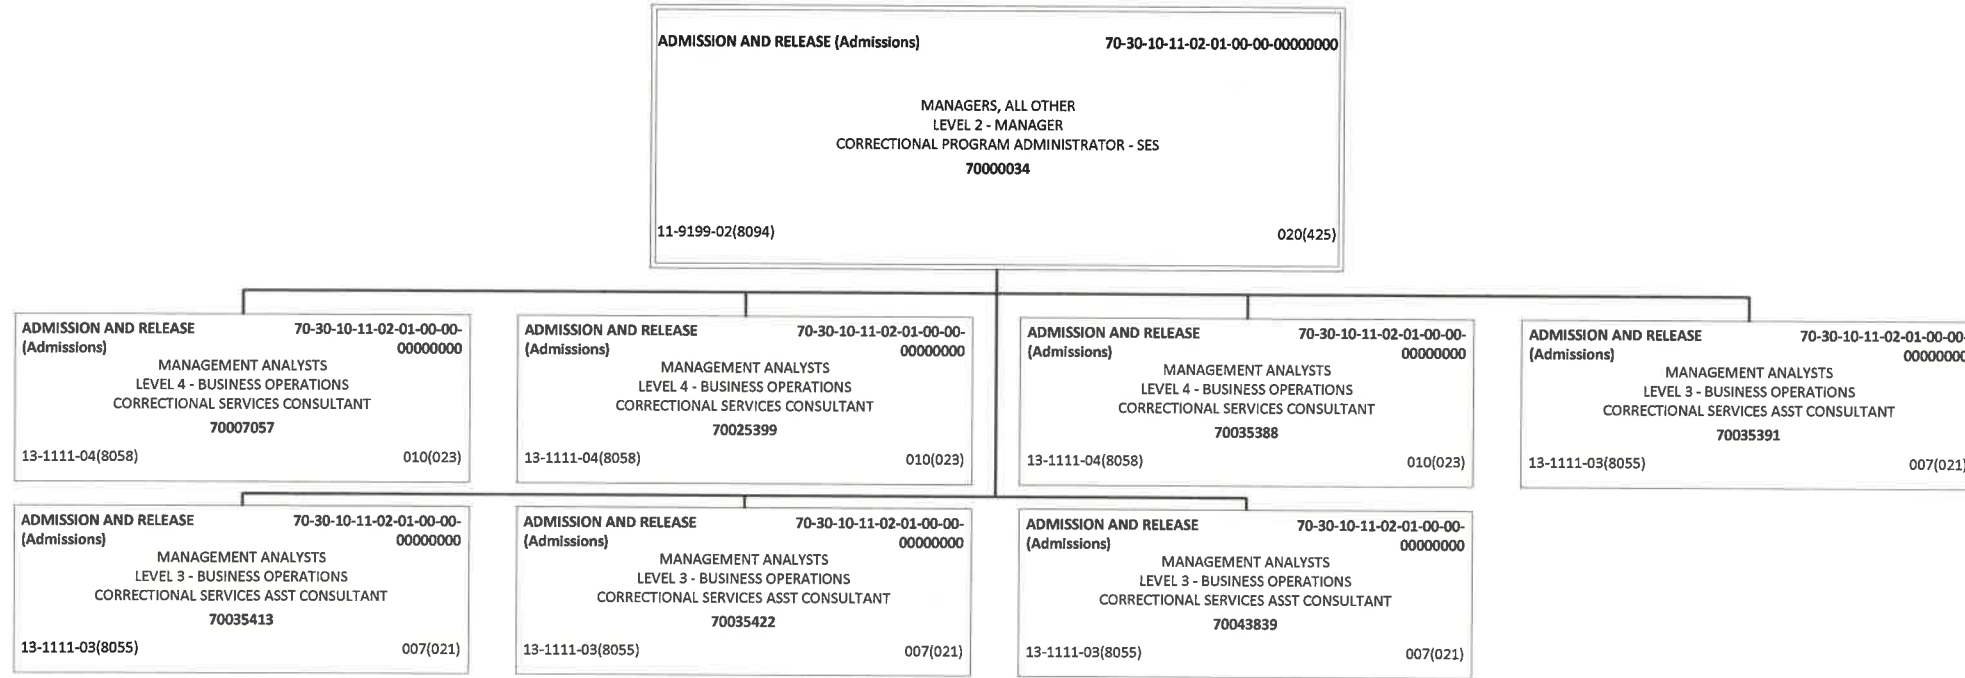 ADMISSION AND RELEASE (Admissions) 70-30-10-11-02-01-00-00-00000000
MANAGERS, ALL OTHER
LEVEL 2 - MANAGER
CORRECTIONAL PROGRAM ADMINISTRATOR - SES
70000034
11-9199-02(8094) 020(425)
ADMISSION AND RELEASE 70-30-10-11-02-01-00-00-
(Admissions) 00000000
MANAGEMENT ANALYSTS
LEVEL 4 - BUSINESS OPERATIONS
CORRECTIONAL SERVICES CONSULTANT
70007057
13-1111-04(8058) 010(023)
ADMISSION AND RELEASE 70-30-10-11-02-01-00-00-
(Admissions) 00000000
MANAGEMENT ANALYSTS
LEVEL 4 - BUSINESS OPERATIONS
CORRECTIONAL SERVICES CONSULTANT
70025399
13-1111-04(8058) 010(023)
ADMISSION AND RELEASE 70-30-10-11-02-01-00-00-
(Admissions) 00000000
MANAGEMENT ANALYSTS
LEVEL 4 - BUSINESS OPERATIONS
CORRECTIONAL SERVICES CONSULTANT
70035388
13-1111-04(8058) 010(023)
ADMISSION AND RELEASE 70-30-10-11-02-01-00-00-
(Admissions) 00000000
MANAGEMENT ANALYSTS
LEVEL 3 - BUSINESS OPERATIONS
CORRECTIONAL SERVICES ASST CONSULTANT
70035391
13-1111-03(8055) 007(021)
ADMISSION AND RELEASE 70-30-10-11-02-01-00-00-
(Admissions) 00000000
MANAGEMENT ANALYSTS
LEVEL 3 - BUSINESS OPERATIONS
CORRECTIONAL SERVICES ASST CONSULTANT
70035413
13-1111-03(8055) 007(021)
ADMISSION AND RELEASE 70-30-10-11-02-01-00-00-
(Admissions) 00000000
MANAGEMENT ANALYSTS
LEVEL 3 - BUSINESS OPERATIONS
CORRECTIONAL SERVICES ASST CONSULTANT
70035422
13-1111-03(8055) 007(021)
ADMISSION AND RELEASE 70-30-10-11-02-01-00-00-
(Admissions) 00000000
MANAGEMENT ANALYSTS
LEVEL 3 - BUSINESS OPERATIONS
CORRECTIONAL SERVICES ASST CONSULTANT
70043839
13-1111-03(8055) 007(021)